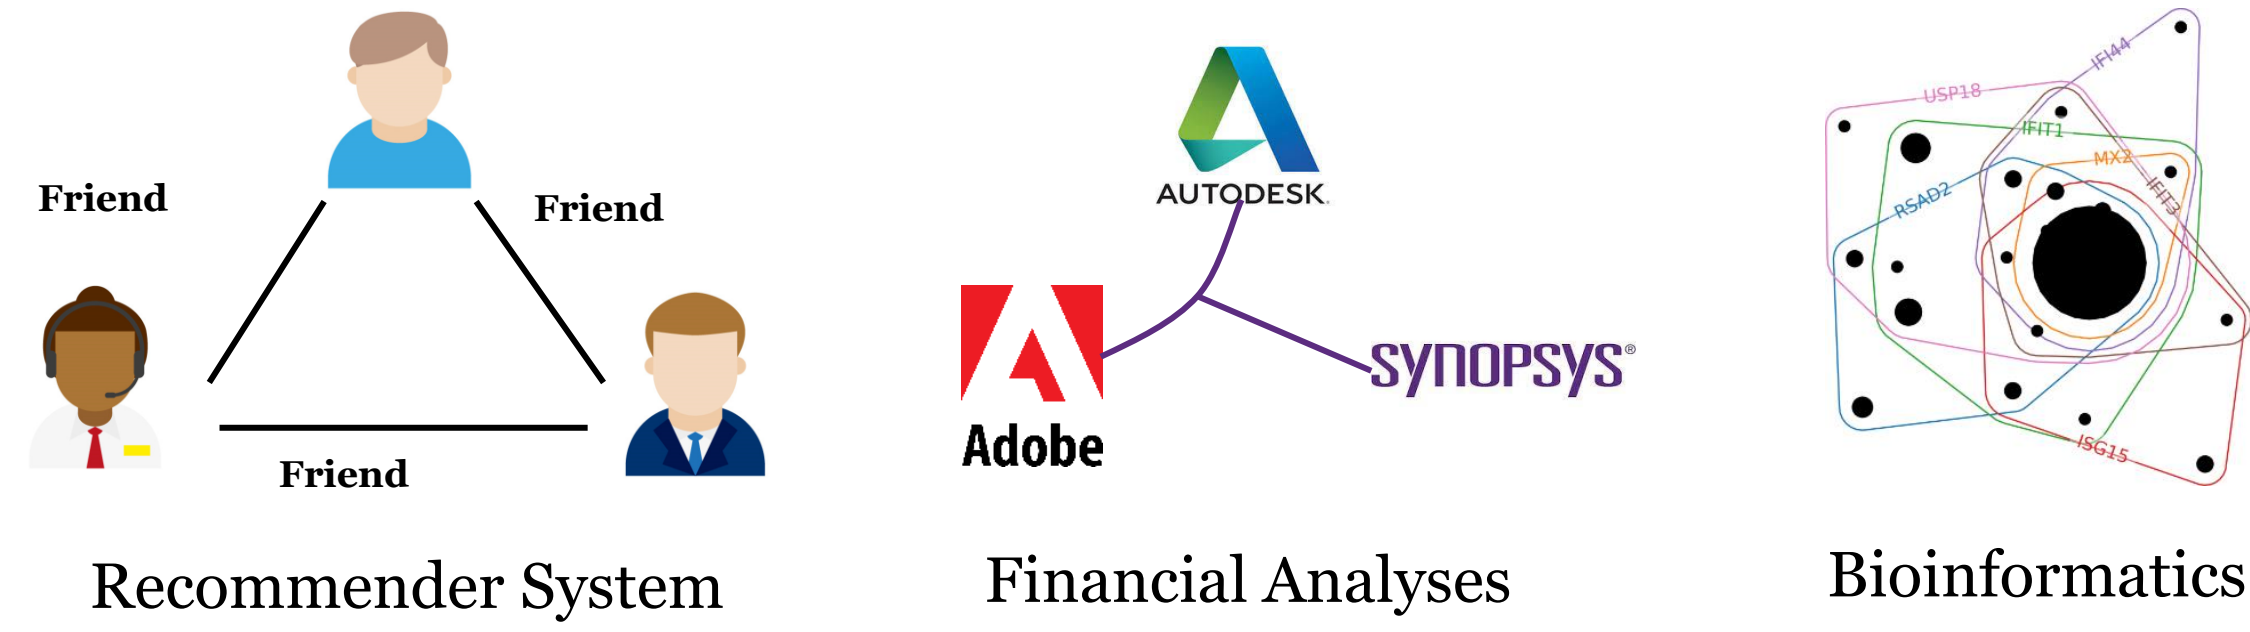 Friend
Friend
Friend
Recommender System
AUTODESK.
Adobe
SYNOPSYS®
Financial Analyses
IFI44
USP18
IFIT1
MX2
IFIT3
RSAD2
ISG15
Bioinformatics